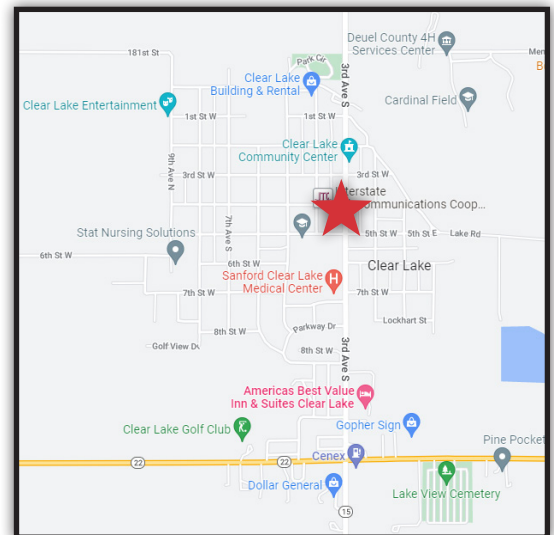 Deuel County 4H
Services Center
181st St
Park Cir
3rd Ave S
Clear Lake
Building & Rental
Clear Lake Entertainment
Cardinal Field
1st St W
1st St W
Clear Lake
Community Center
9th Ave N
3rd St W
3rd St W
Interstate
communications Coop...
7th Ave S
Stat Nursing Solutions
5th St W
5th St E
Lake Rd
6th St W
6th St W
Clear Lake
Sanford Clear Lake
Medical Center
H
7th St W
7th St W
Lockhart St
Parkway Dr
8th St W
Golf View Dr
8th St W
3rd Ave S
Americas Best Value
Inn & Suites Clear Lake
Clear Lake Golf Club
Gopher Sign
Pine Pocket
Cenex
22
22
Dollar General
Lake View Cemetery
15